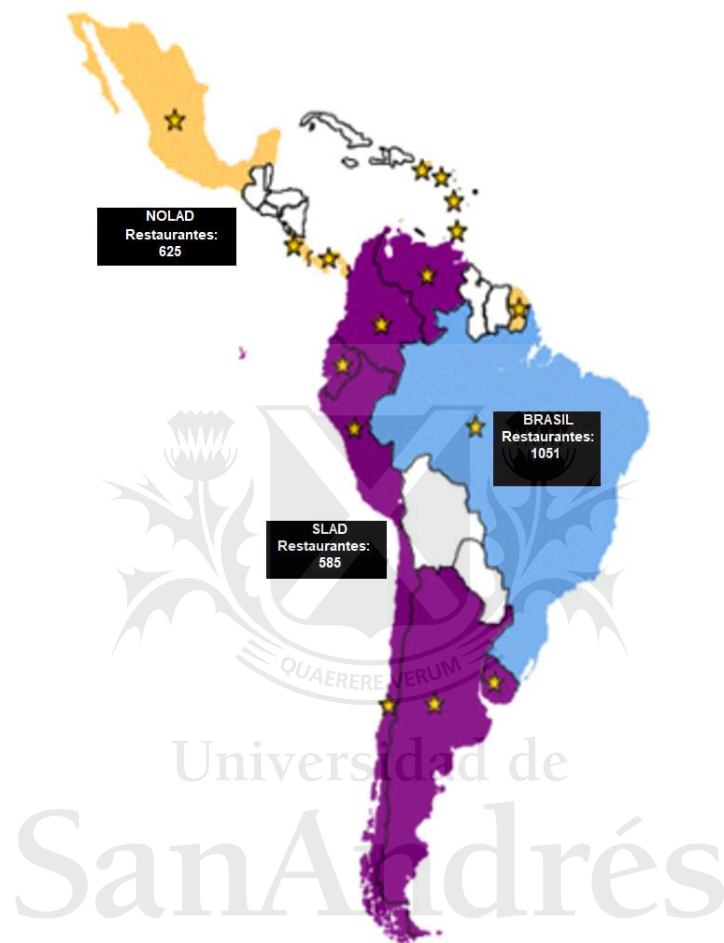 NOLAD
Restaurantes:
625
BRASIL
Restaurantes:
1051
SLAD
Restaurantes:
585
QUAERERE VERUM
Universidad de
SanAndrés